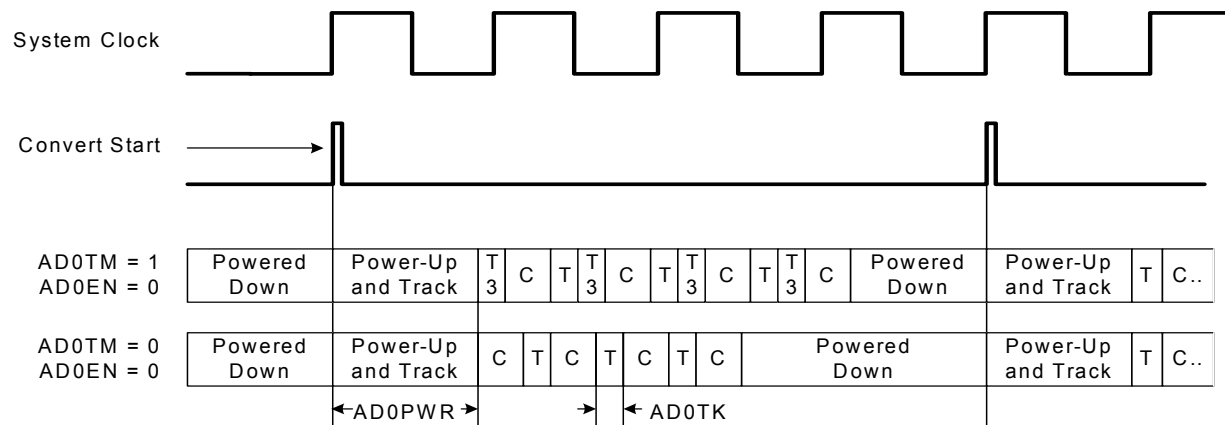 System Clock
Convert Start
AD0TM = 1
AD0EN = 0
Powered
Down
Power-Up
and Track
T
3
C
T
T
3
C
T
T
3
C
T
T
3
C
Powered
Down
Power-Up
and Track
T
C..
AD0TM = 0
AD0EN = 0
Powered
Down
Power-Up
and Track
C
T
C
T
C
T
C
Powered
Down
Power-Up
and Track
T
C..
AD0PWR
AD0TK